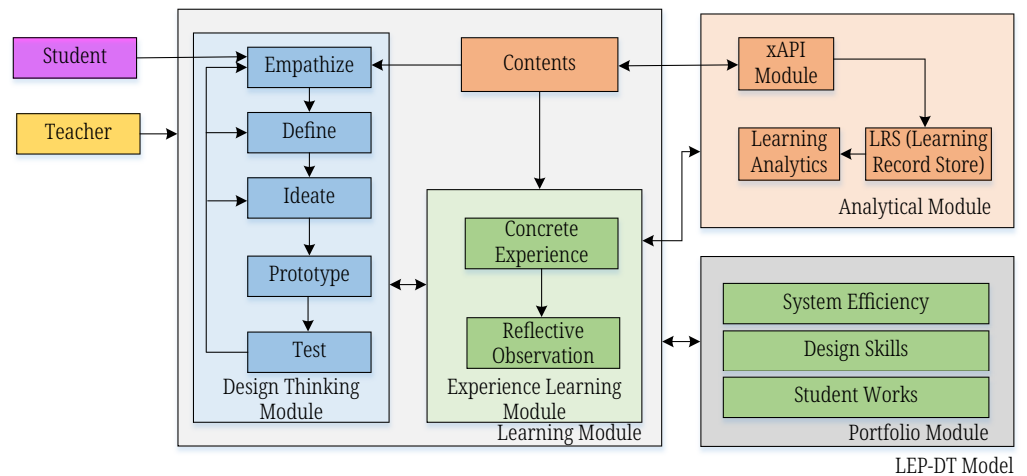 Student
Teacher
Empathize
Define
Ideate
Prototype
Test
Design Thinking
Module
Contents
Concrete
Experience
Reflective
Observation
Experience Learning
Module
Learning Module
xAPI
Module
Learning
Analytics
LRS (Learning
Record Store)
Analytical Module
System Efficiency
Design Skills
Student Works
Portfolio Module
LEP-DT Model